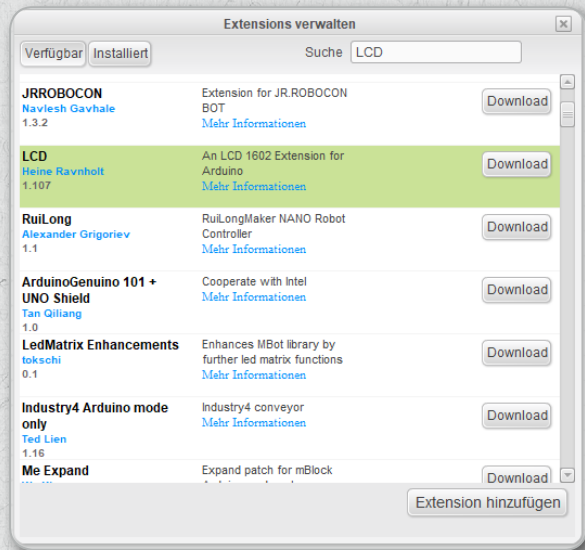 Extensions verwalten
Verfügbar Installiert Suche LCD
JRROBOCON
Navlesh Gavhale
1.3.2
Extension for JR.ROBOCON
BOT
Mehr Informationen
Download
LCD
Heine Ravnholt
1.107
An LCD 1602 Extension for
Arduino
Mehr Informationen
Download
RuiLong
Alexander Grigoriev
1.1
RuiLongMaker NANO Robot
Controller
Mehr Informationen
Download
ArduinoGenuino 101 +
UNO Shield
Tan Qiliang
1.0
Cooperate with Intel
Mehr Informationen
Download
LedMatrix Enhancements
tokschi
0.1
Enhances MBot library by
further led matrix functions
Mehr Informationen
Download
Industry4 Arduino mode
only
Ted Lien
1.16
Industry4 conveyor
Mehr Informationen
Download
Me Expand
Expand patch for mBlock
Download
Extension hinzufügen